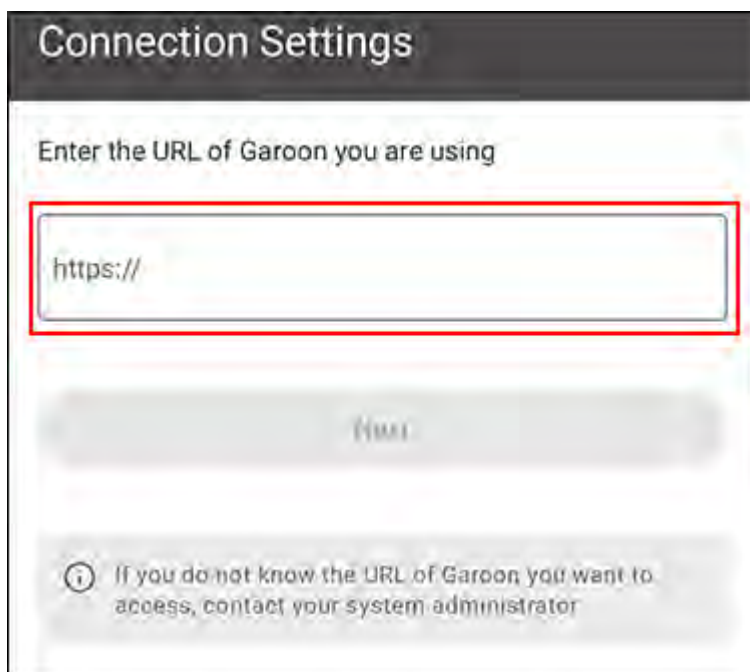 Connection Settings
Enter the URL of Garoon you are using
https://
Next
If you do not know the URL of Garoon you want to
access, contact your system administrator